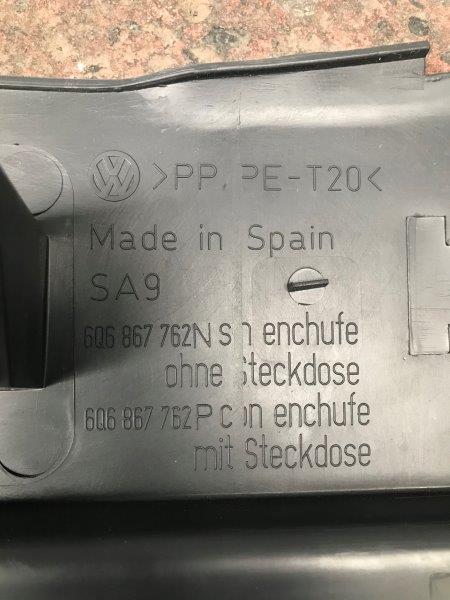 >PP.PE-T20<
Made in Spain
SA9
6Q6 867 762N Sn enchufe
ohne Steckdose
6Q6 867 762P con enchufe
mit Steckdose